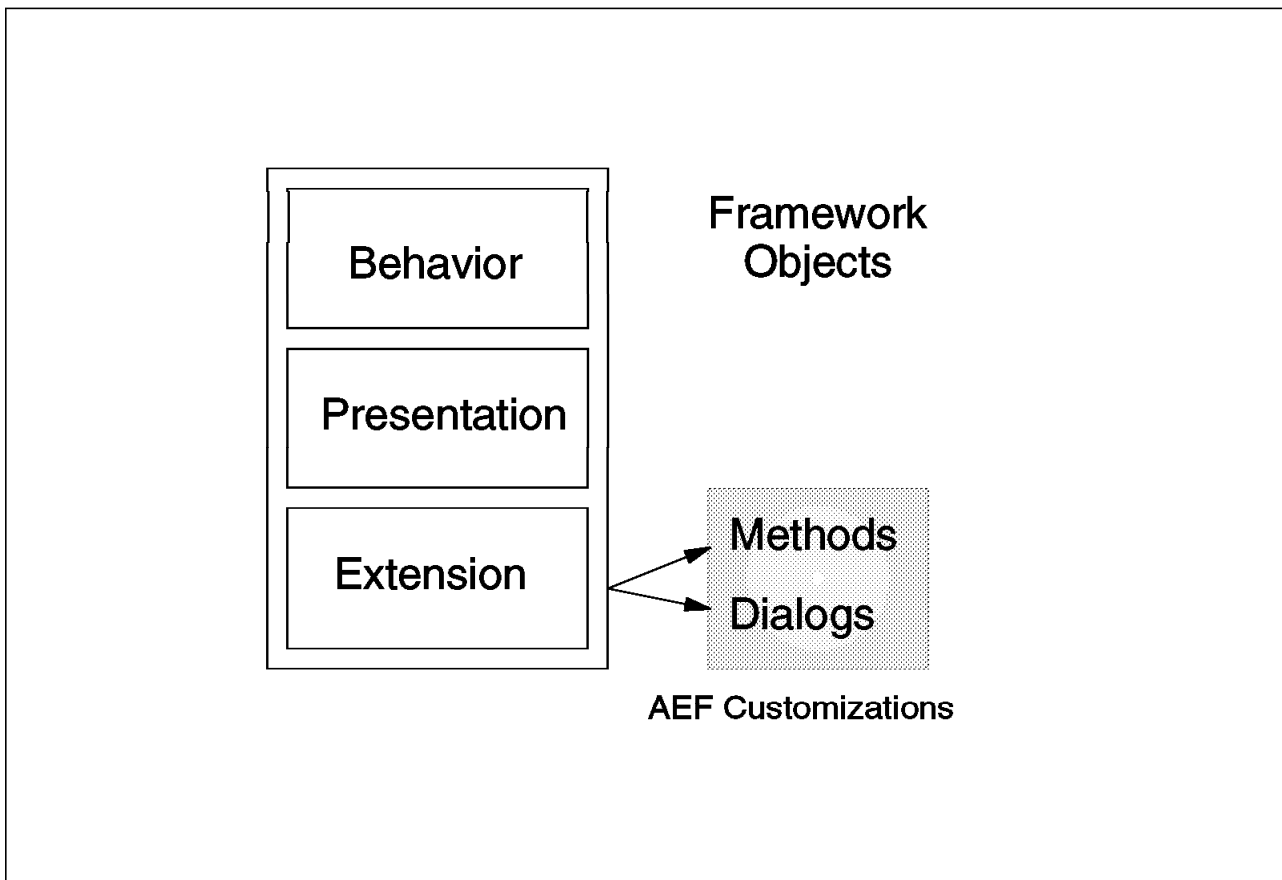 Behavior
Framework
Objects
Presentation
Extension
Methods
Dialogs
AEF Customizations